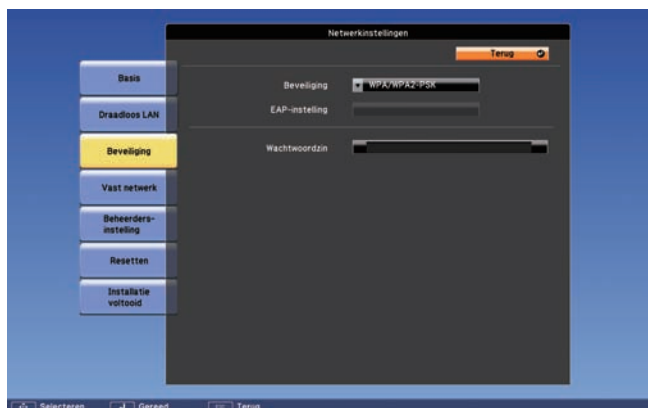 Netwerkinstellingen
Terug
Basis
Draadloos LAN
Beveiliging
Vast netwerk
Beheerders-
instelling
Resetten
Installatie
voltooid
Beveiliging
WPA/WPA2-PSK
EAP-instelling
Wachtwoordzin
Selecteren
Gereed
Terug